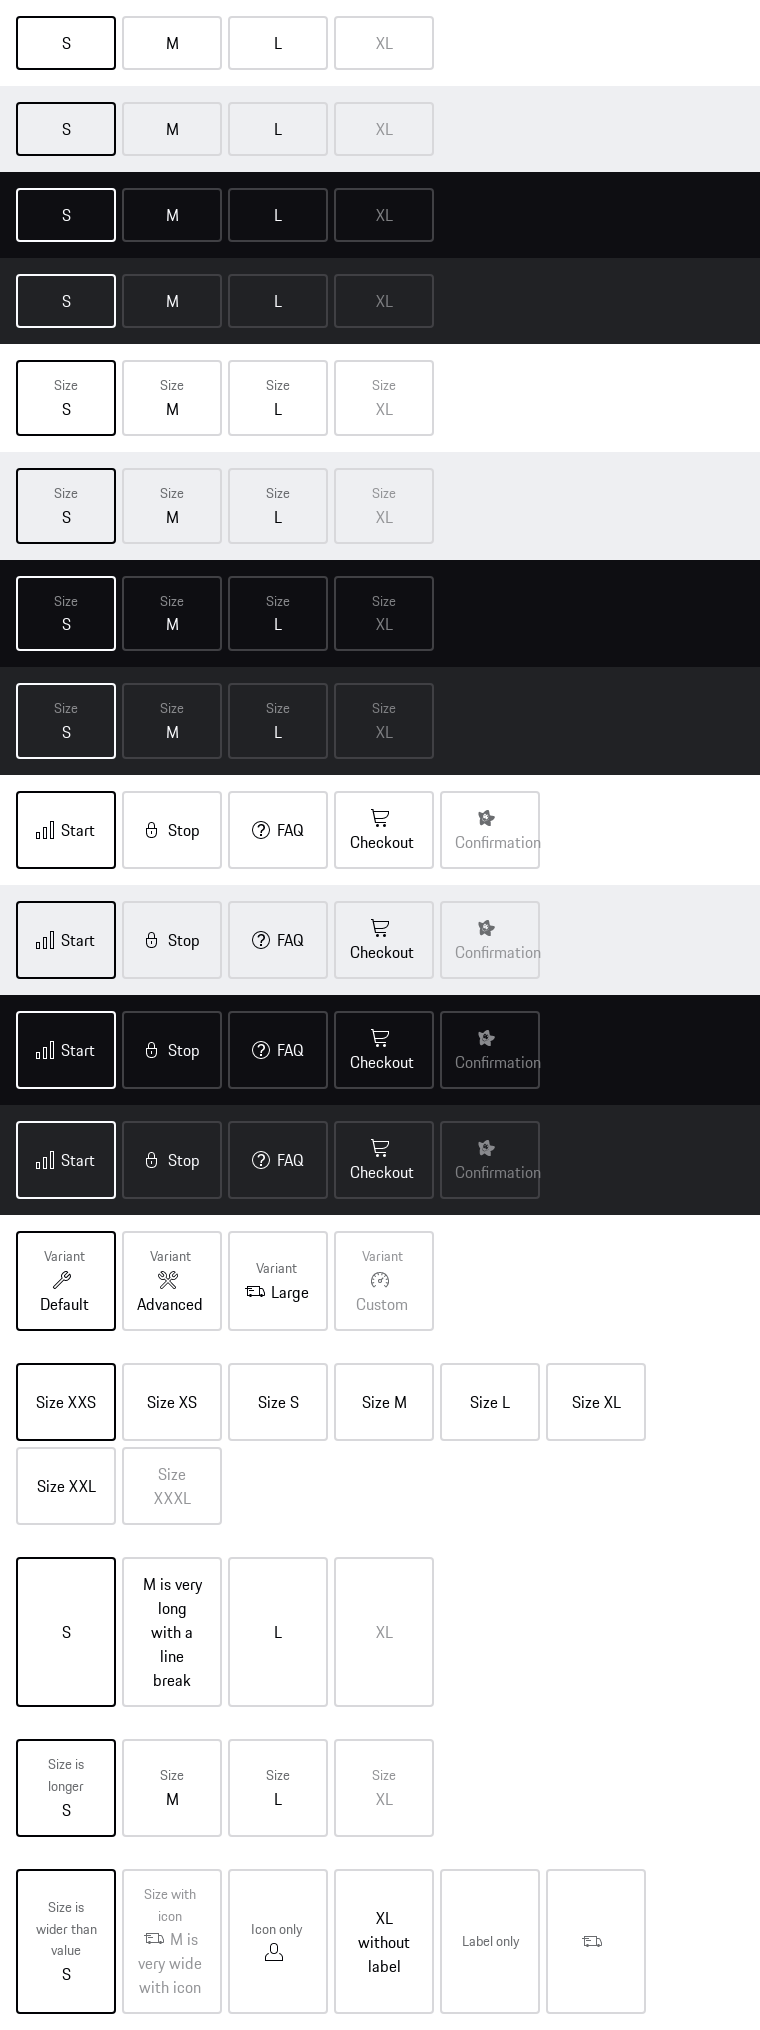 S M L XL
S M L XL
S M L XL
S M L XL
Size Size Size Size
S M L XL
Size Size Size Size
S M L XL
Size Size Size Size
S M L XL
Size Size Size Size
S M L XL
Start Stop FAQ Checkout Confirmation
Start Stop FAQ Checkout Confirmation
Start Stop FAQ Checkout Confirmation
Start Stop FAQ Checkout Confirmation
Variant
Default
Variant
Advanced
Variant
Large
Variant
Custom
Size XXS Size XS Size S Size M Size L Size XL
Size XXL
Size
XXXL
S
M is very
long
with a
line
break
L
XL
Size is
longer
S
Size
M
Size
L
Size
XL
Size is
wider than
value
S
Size with
icon
M is
very wide
with icon
Icon only
XL
without
label
Label only